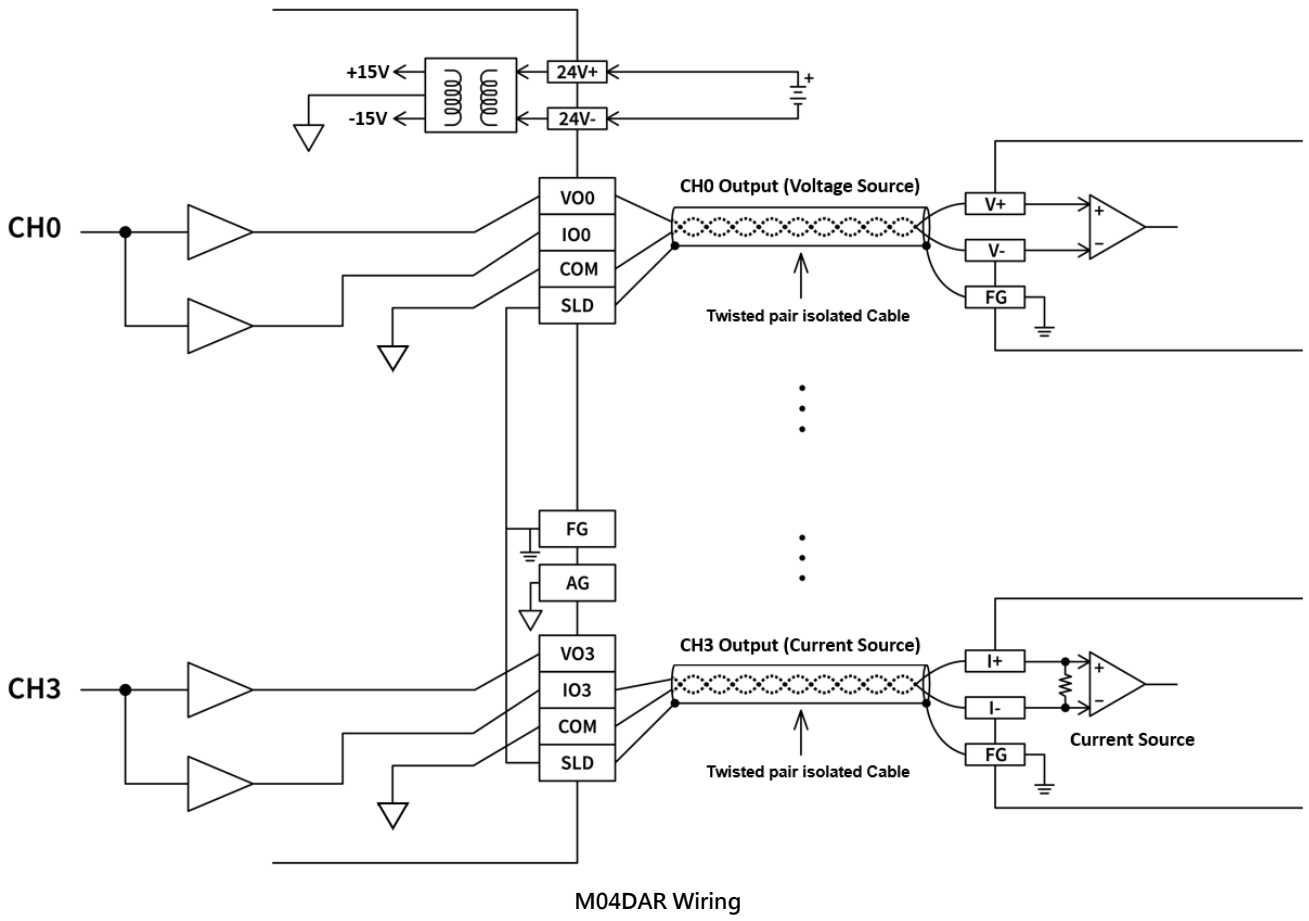 +15V
24V+
+
-15V
24V-
CH0 Output (Voltage Source)
CH0
VO0
V+
+
IO0
V-
−
COM
FG
SLD
Twisted pair isolated Cable
FG
AG
CH3 Output (Current Source)
CH3
VO3
I+
+
IO3
I-
−
COM
Current Source
FG
SLD
Twisted pair isolated Cable
M04DAR Wiring